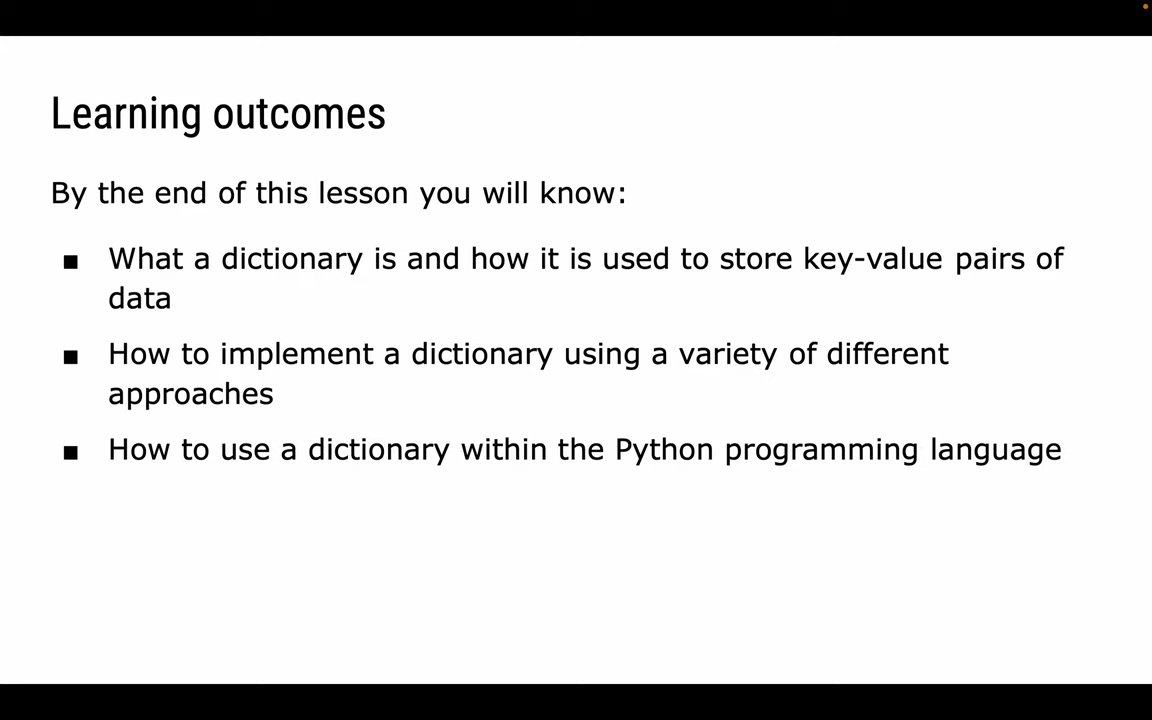 Learning outcomes
By the end of this lesson you will know:
▪ What a dictionary is and how it is used to store key-value pairs of
data
▪ How to implement a dictionary using a variety of different
approaches
▪ How to use a dictionary within the Python programming language